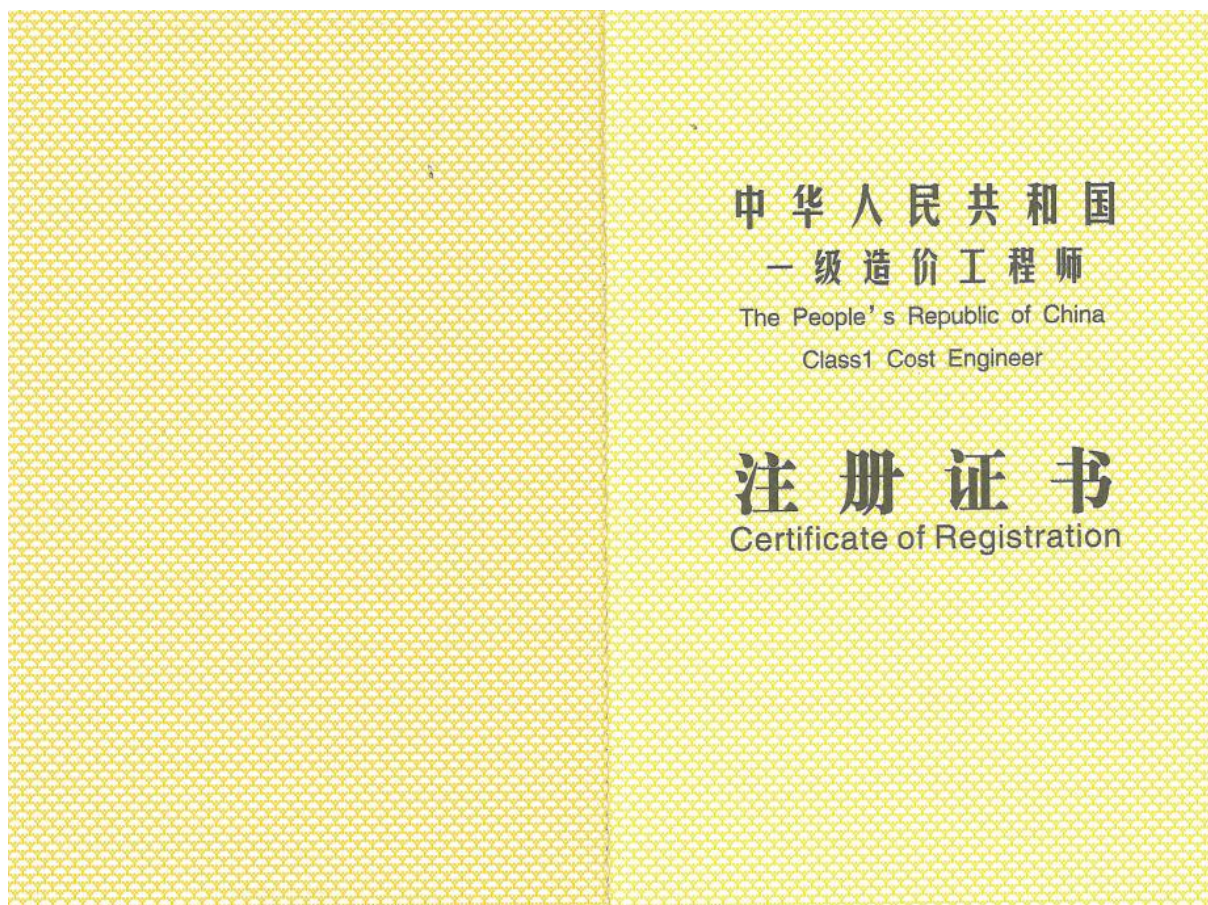 中华人民共和国
一级造价工程师
The People's Republic of China
Class1 Cost Engineer
注册证书
Certificate of Registration